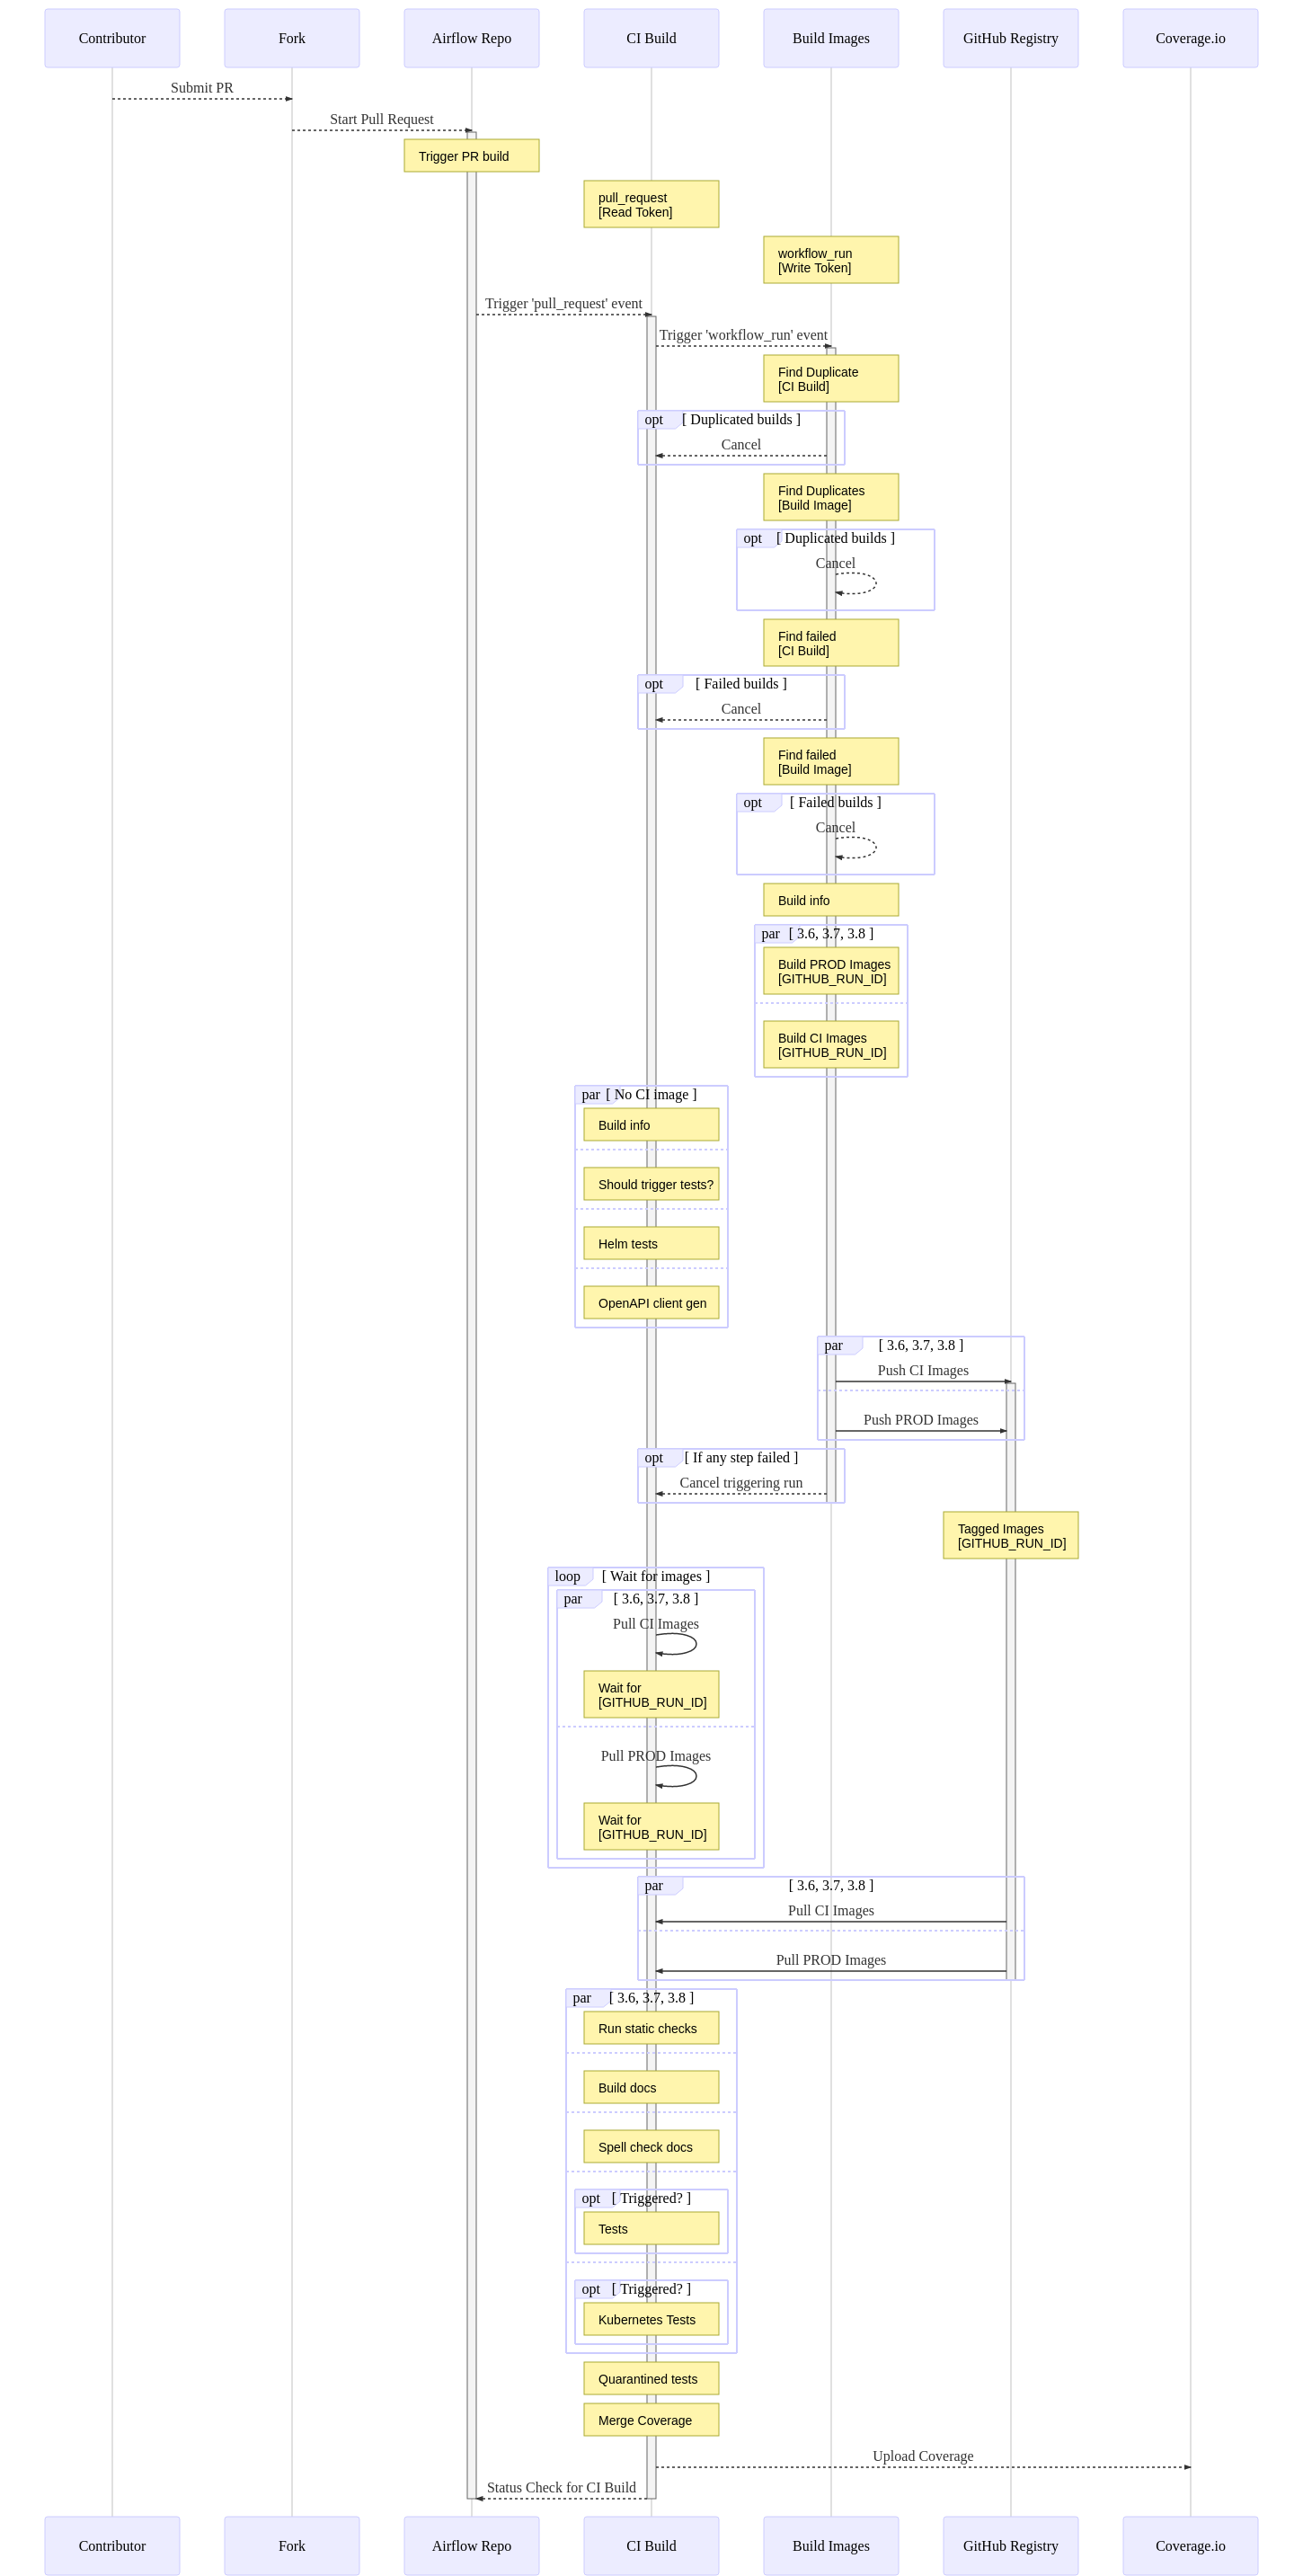 Contributor
Fork
Airflow Repo
CI Build
Build Images
GitHub Registry
Coverage.io
Submit PR
Start Pull Request
Trigger PR build
pull_request
[Read Token]
workflow_run
[Write Token]
Trigger 'pull_request' event
Trigger 'workflow_run' event
Find Duplicate
[CI Build]
opt [ Duplicated builds ]
Cancel
Find Duplicates
[Build Image]
opt [ Duplicated builds ]
Cancel
Find failed
[CI Build]
opt [ Failed builds ]
Cancel
Find failed
[Build Image]
opt [ Failed builds ]
Cancel
Build info
par [ 3.6, 3.7, 3.8 ]
Build PROD Images
[GITHUB_RUN_ID]
Build CI Images
[GITHUB_RUN_ID]
par [ No CI image ]
Build info
Should trigger tests?
Helm tests
OpenAPI client gen
par [ 3.6, 3.7, 3.8 ]
Push CI Images
Push PROD Images
opt [ If any step failed ]
Cancel triggering run
Tagged Images
[GITHUB_RUN_ID]
loop [ Wait for images ]
par [ 3.6, 3.7, 3.8 ]
Pull CI Images
Wait for
[GITHUB_RUN_ID]
Pull PROD Images
Wait for
[GITHUB_RUN_ID]
par [ 3.6, 3.7, 3.8 ]
Pull CI Images
Pull PROD Images
par [ 3.6, 3.7, 3.8 ]
Run static checks
Build docs
Spell check docs
opt [ Triggered? ]
Tests
opt [ Triggered? ]
Kubernetes Tests
Quarantined tests
Merge Coverage
Upload Coverage
Status Check for CI Build
Contributor
Fork
Airflow Repo
CI Build
Build Images
GitHub Registry
Coverage.io